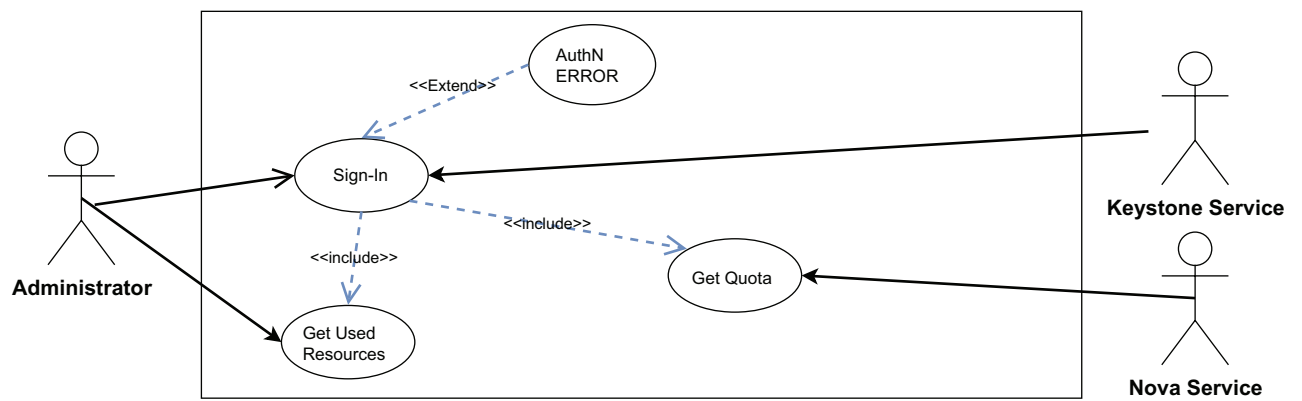 AuthN
ERROR
<<Extend>>
Sign-In
Keystone Service
<<include>>
<<include>>
Get Quota
Administrator
Get Used
Resources
Nova Service